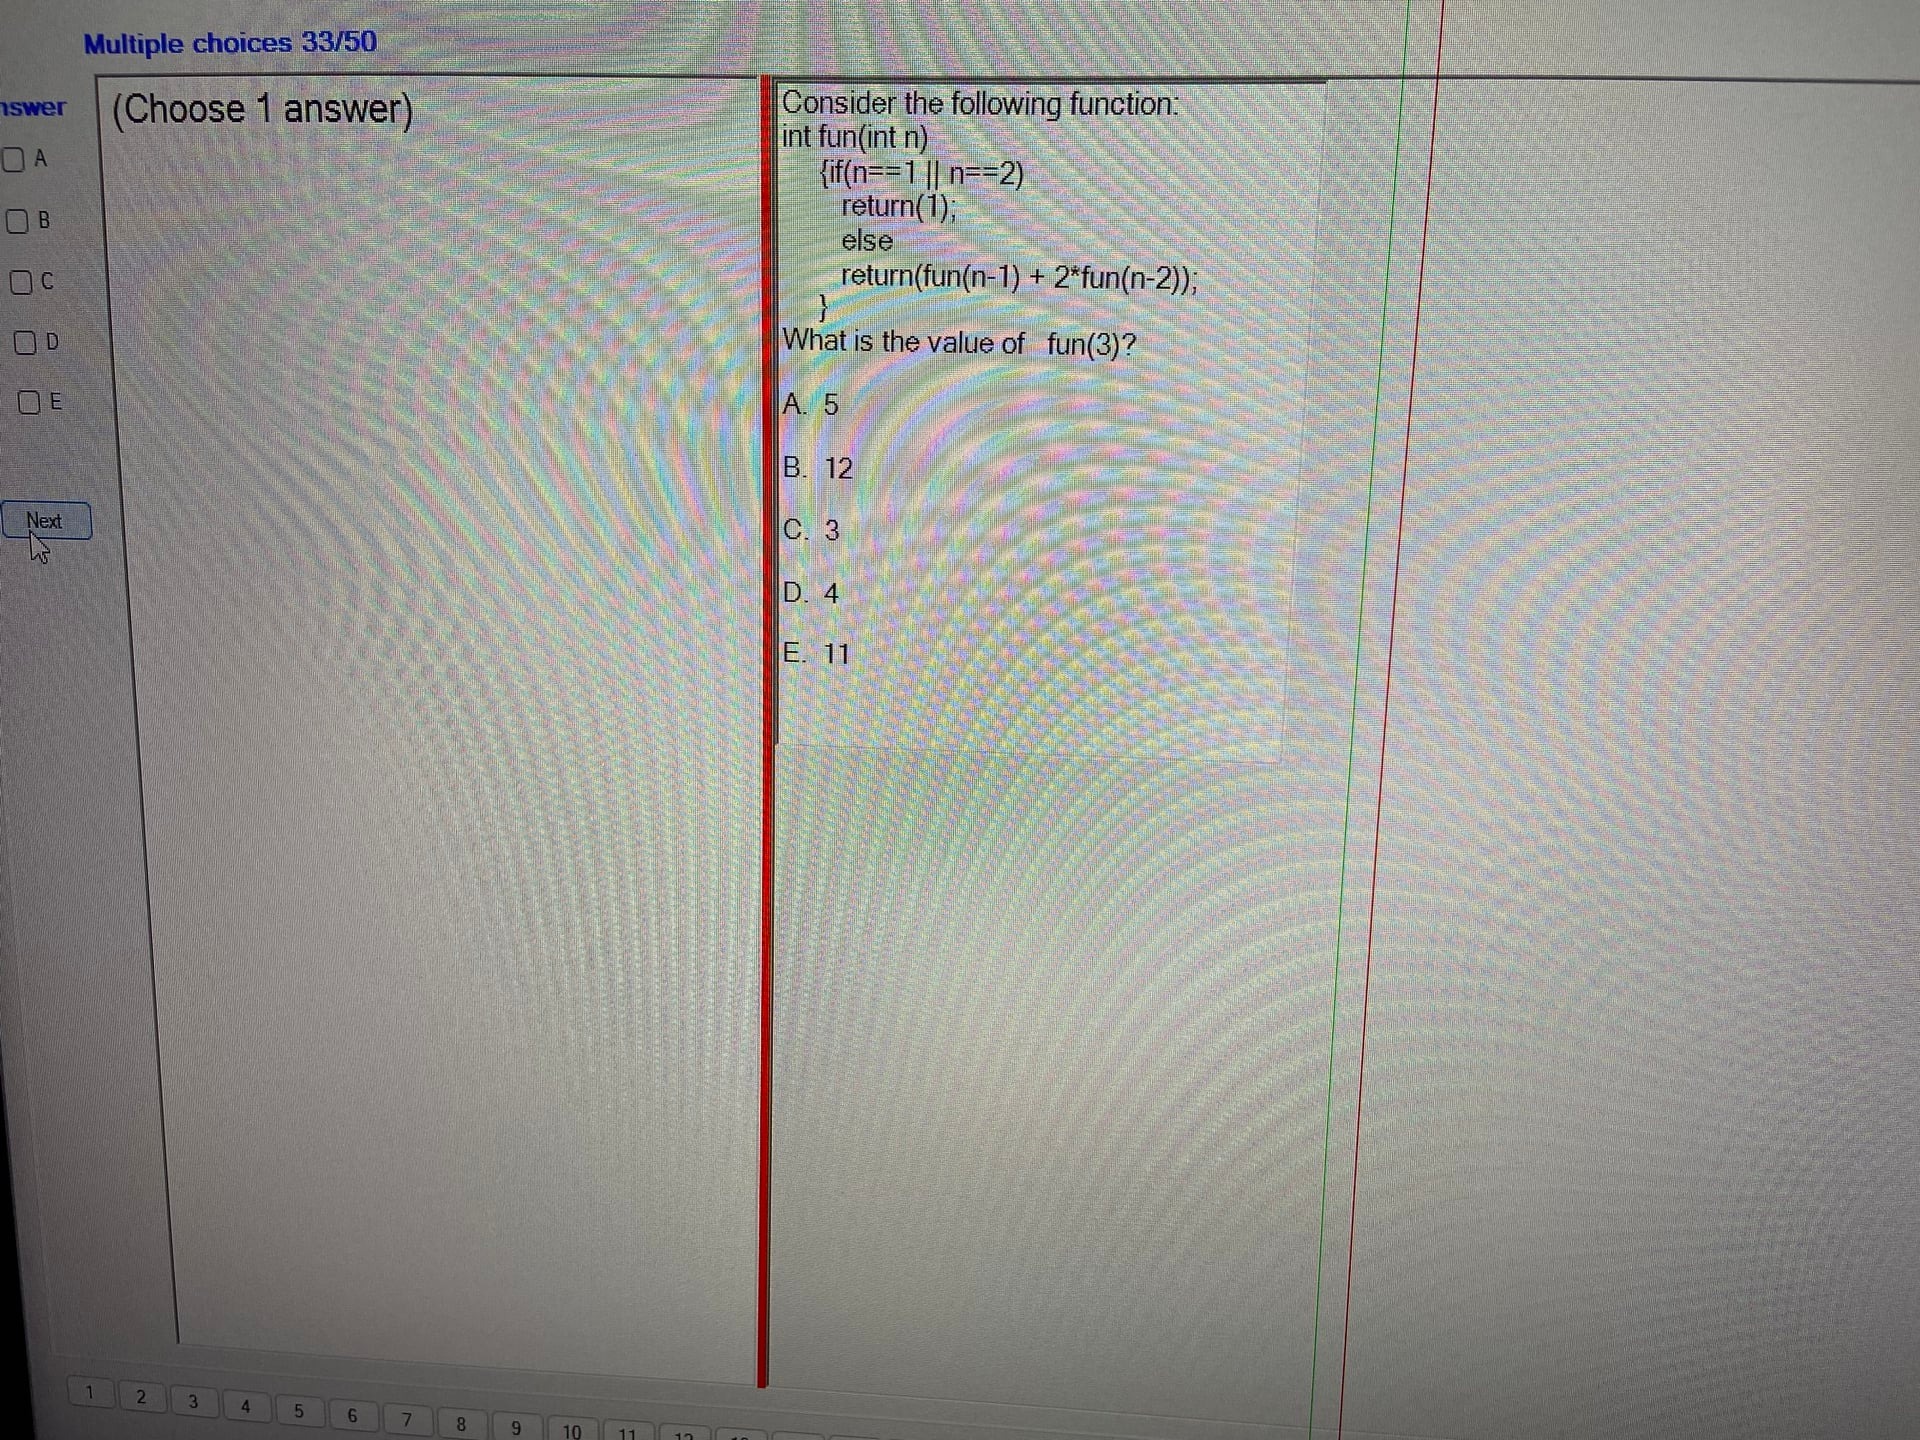 Multiple choices 33/50
nswer
A
B
C
D
E
Next
(Choose 1 answer)
Consider the following function:
int fun(int n)
{if(n==1 || n==2)
return(1);
else
return(fun(n-1) + 2*fun(n-2));
}
What is the value of fun(3)?
A. 5
B. 12
C. 3
D. 4
E. 11
1 2 3 4 5 6 7 8 9 10 11 12